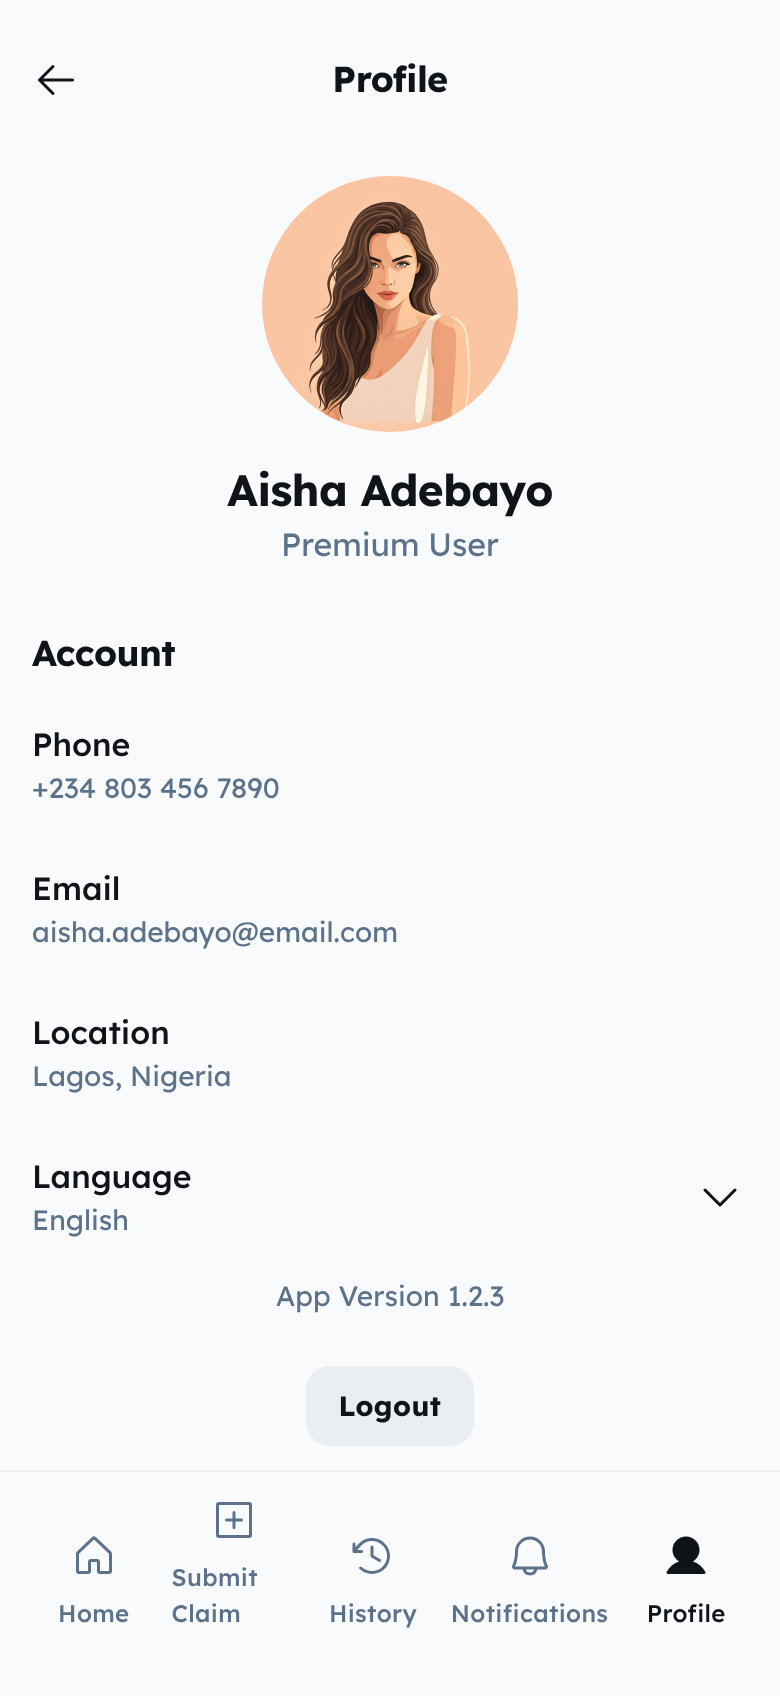 Profile
Aisha Adebayo
Premium User
Account
Phone
+234 803 456 7890
Email
aisha.adebayo@email.com
Location
Lagos, Nigeria
Language
English
App Version 1.2.3
Logout
Home
Submit
Claim
History
Notifications
Profile